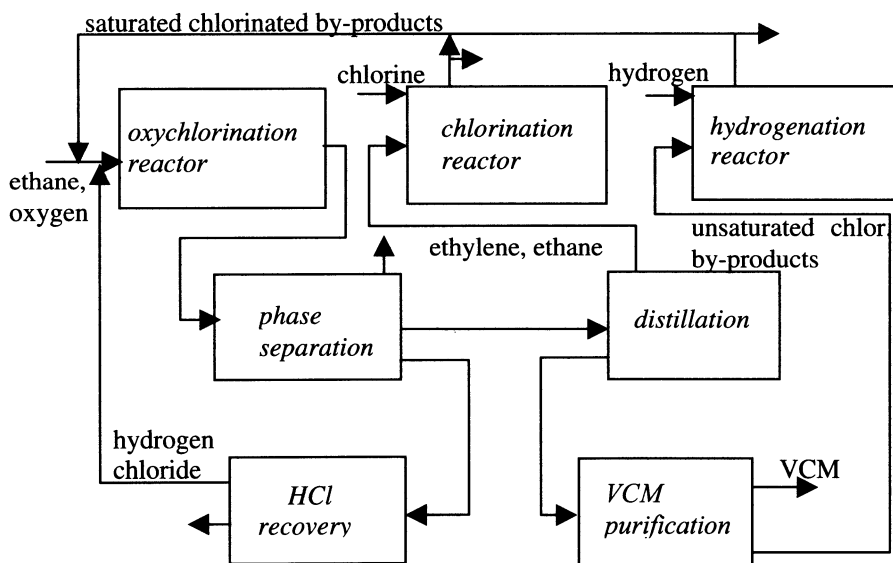 saturated chlorinated by-products
chlorine
hydrogen
oxychlorination
reactor
chlorination
reactor
hydrogenation
reactor
ethane,
oxygen
ethylene, ethane
unsaturated chlor.
by-products
phase
separation
distillation
hydrogen
chloride
HCl
recovery
VCM
purification
VCM